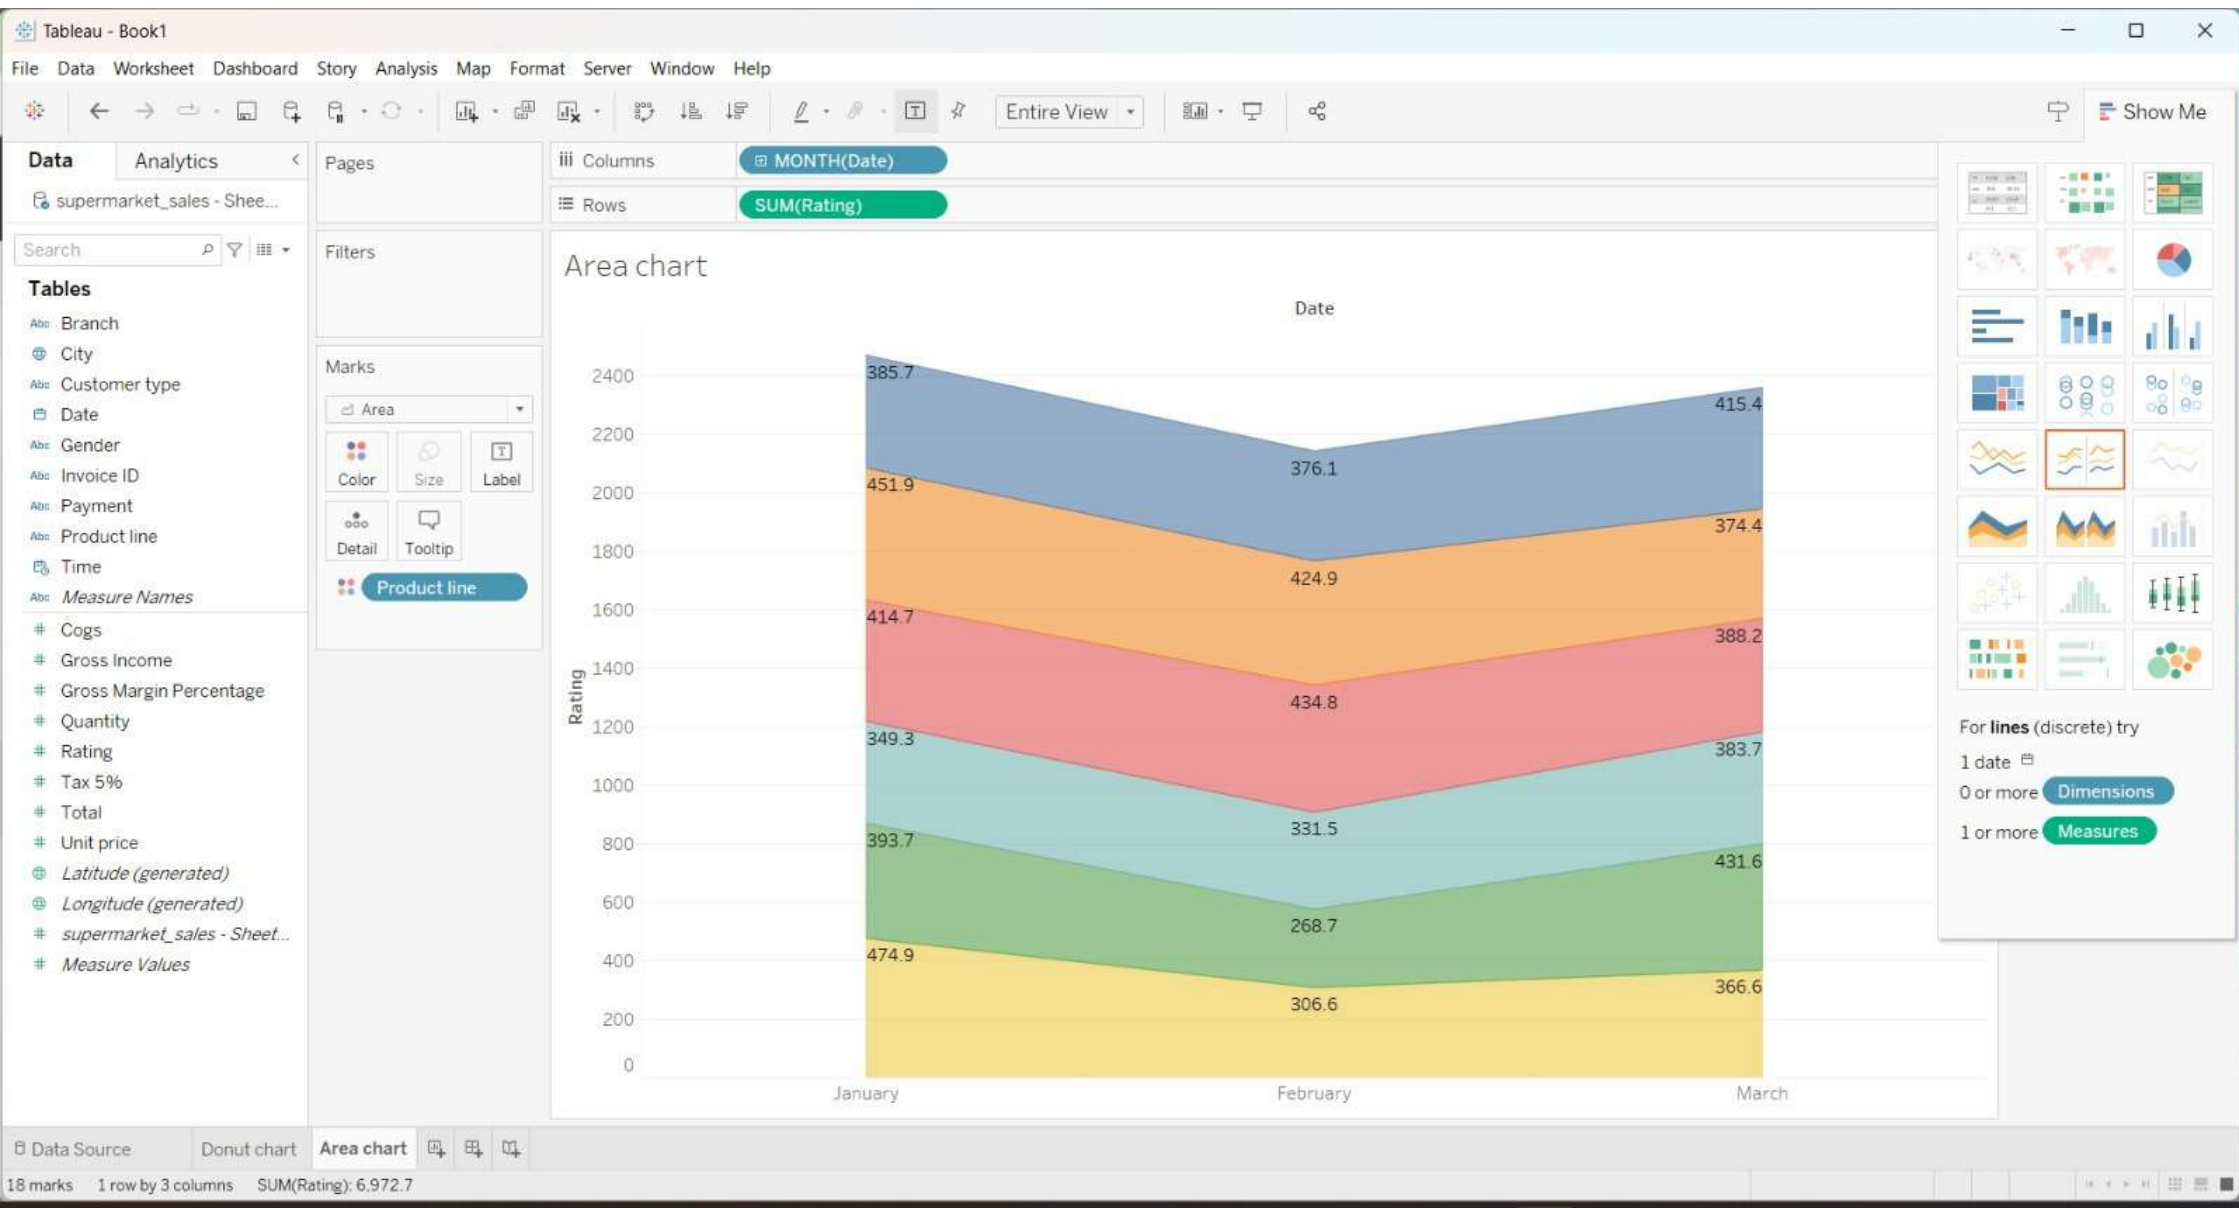 Tableau - Book1
File Data Worksheet Dashboard Story Analysis Map Format Server Window Help
Entire View
Show Me
Data Analytics
Pages
Columns MONTH(Date)
supermarket_sales - Shee...
Rows SUM(Rating)
Search
Filters
Tables
Abc Branch
City
Abc Customer type
Date
Abc Gender
Abc Invoice ID
Abc Payment
Abc Product line
Time
Abc Measure Names
# Cogs
# Gross Income
# Gross Margin Percentage
# Quantity
# Rating
# Tax 5%
# Total
# Unit price
Latitude (generated)
Longitude (generated)
# supermarket_sales - Sheet...
# Measure Values
Marks
Area
Color Size Label
Detail Tooltip
Product line
Area chart
Date
Rating
2400
2200
2000
1800
1600
1400
1200
1000
800
600
400
200
0
385.7
451.9
414.7
349.3
393.7
474.9
376.1
424.9
434.8
331.5
268.7
306.6
415.4
374.4
388.2
383.7
431.6
366.6
January February March
For lines (discrete) try
1 date
0 or more Dimensions
1 or more Measures
Data Source Donut chart Area chart
18 marks 1 row by 3 columns SUM(Rating): 6,972.7